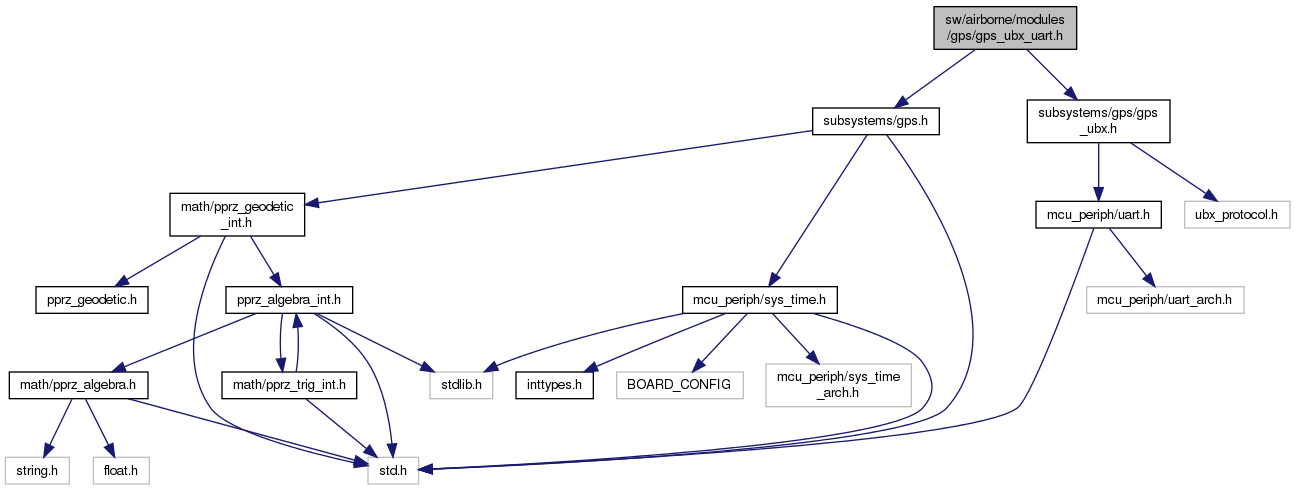 sw/airborne/modules
/gps/gps_ubx_uart.h
subsystems/gps.h
subsystems/gps/gps
_ubx.h
math/pprz_geodetic
_int.h
mcu_periph/uart.h
ubx_protocol.h
pprz_geodetic.h
pprz_algebra_int.h
mcu_periph/sys_time.h
mcu_periph/uart_arch.h
math/pprz_algebra.h
math/pprz_trig_int.h
stdlib.h
inttypes.h
BOARD_CONFIG
mcu_periph/sys_time
_arch.h
string.h
float.h
std.h